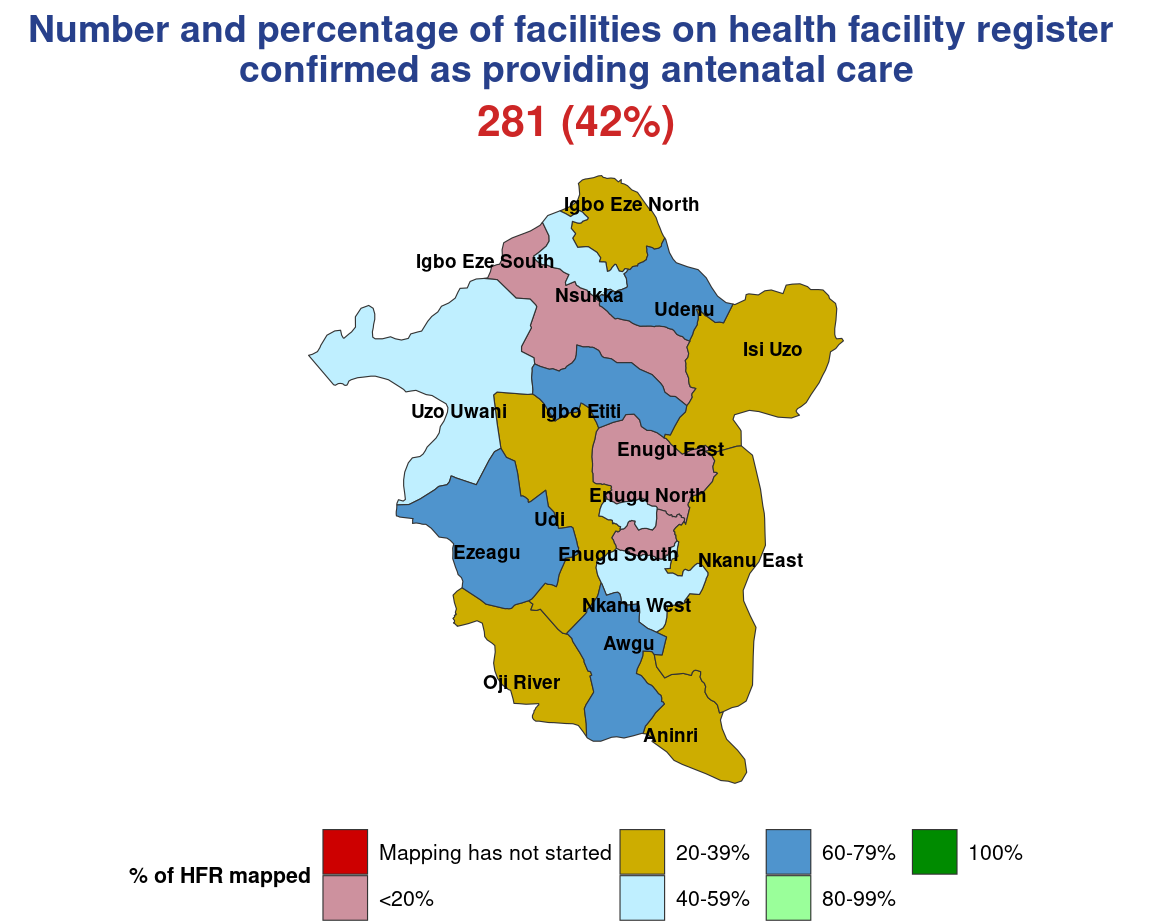 Number and percentage of facilities on health facility register
confirmed as providing antenatal care
281 (42%)
Igbo Eze North
Igbo Eze South
Nsukka
Udenu
Isi Uzo
Uzo Uwani
Igbo Etiti
Enugu East
Enugu North
Udi
Ezeagu
Enugu South
Nkanu East
Nkanu West
Awgu
Oji River
Aninri
% of HFR mapped
Mapping has not started
<20%
20-39%
40-59%
60-79%
80-99%
100%